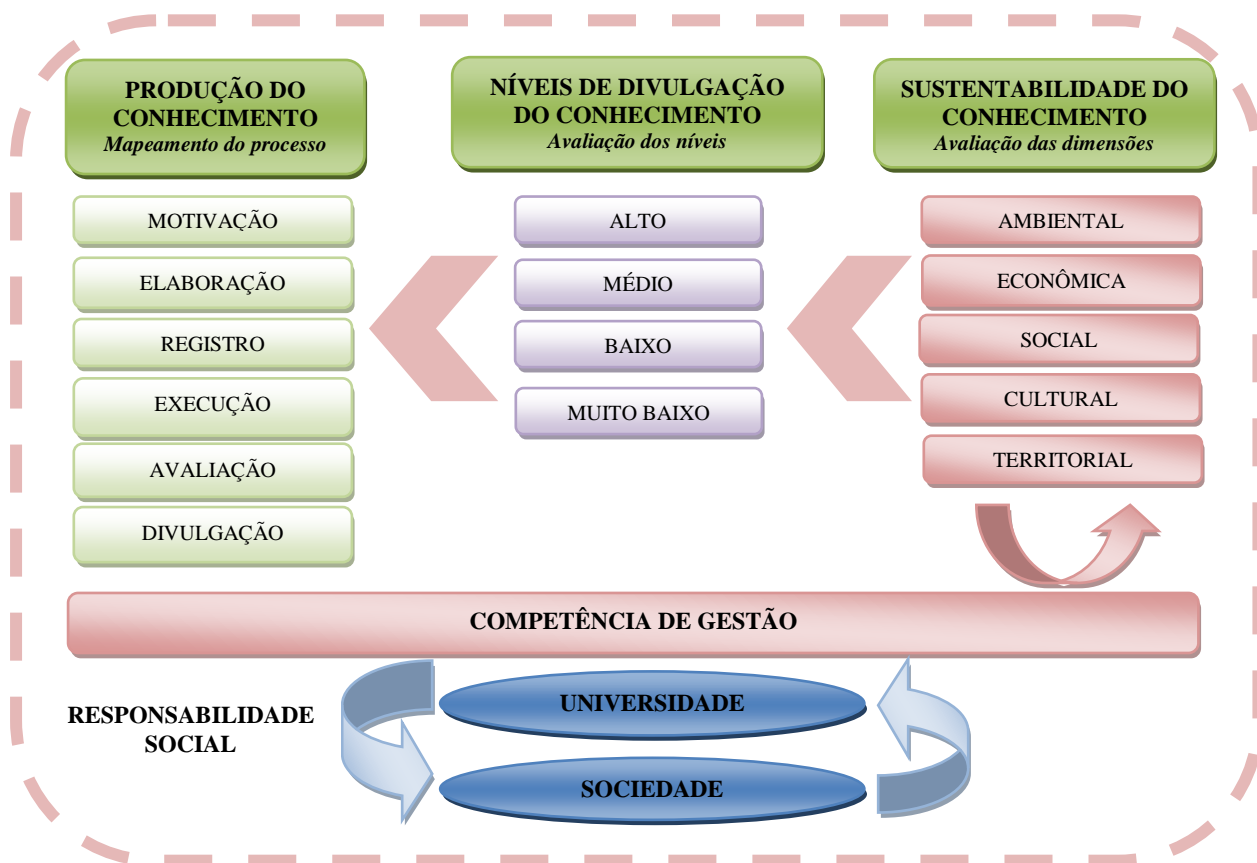 PRODUÇÃO DO
CONHECIMENTO
Mapeamento do processo
MOTIVAÇÃO
ELABORAÇÃO
REGISTRO
EXECUÇÃO
AVALIAÇÃO
DIVULGAÇÃO
NÍVEIS DE DIVULGAÇÃO
DO CONHECIMENTO
Avaliação dos níveis
ALTO
MÉDIO
BAIXO
MUITO BAIXO
SUSTENTABILIDADE DO
CONHECIMENTO
Avaliação das dimensões
AMBIENTAL
ECONÔMICA
SOCIAL
CULTURAL
TERRITORIAL
COMPETÊNCIA DE GESTÃO
RESPONSABILIDADE
SOCIAL
UNIVERSIDADE
SOCIEDADE